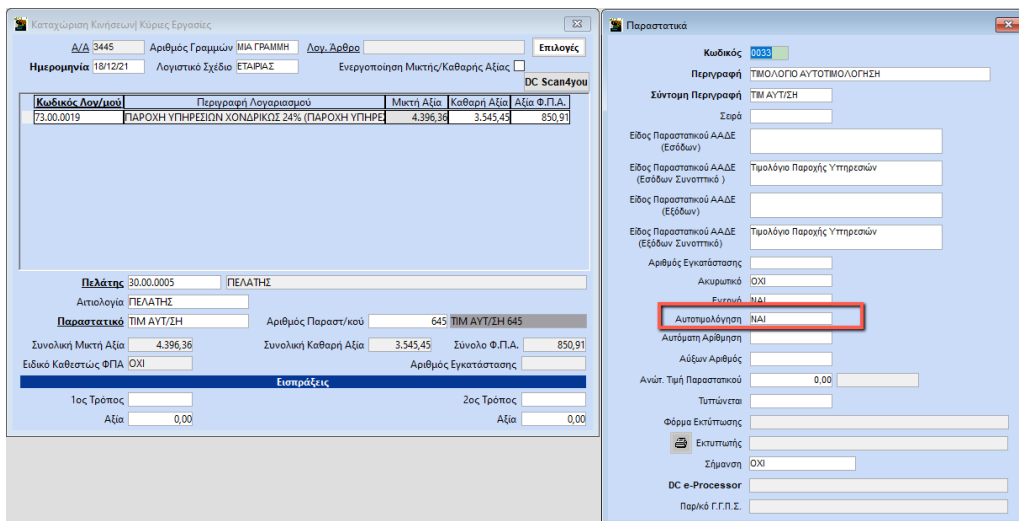 Καταχώριση Κινήσεων| Κύριες Εργασίες
Α/Α 3445 Αριθμός Γραμμών ΜΙΑ ΓΡΑΜΜΗ Λογ. Άρθρο Επιλογές
Ημερομηνία 18/12/21 Λογιστικό Σχέδιο ΕΤΑΙΡΙΑΣ Ενεργοποίηση Μικτής/Καθαρής Αξίας
DC Scan4you
Κωδικός Λογ/μού Περιγραφή Λογαριασμού Μικτή Αξία Καθαρή Αξία Αξία Φ.Π.Α.
73.00.0019 ΠΑΡΟΧΗ ΥΠΗΡΕΣΙΩΝ ΧΟΝΔΡΙΚΩΣ 24% (ΠΑΡΟΧΗ ΥΠΗΡΕΣ 4.396,36 3.545,45 850,91
Πελάτης 30.00.0005 ΠΕΛΑΤΗΣ
Αιτιολογία ΠΕΛΑΤΗΣ
Παραστατικό ΤΙΜ ΑΥΤ/ΣΗ Αριθμός Παραστ/κού 645 ΤΙΜ ΑΥΤ/ΣΗ 645
Συνολική Μικτή Αξία 4.396,36 Συνολική Καθαρή Αξία 3.545,45 Σύνολο Φ.Π.Α. 850,91
Ειδικό Καθεστώς ΦΠΑ ΟΧΙ Αριθμός Εγκατάστασης
Εισπράξεις
1ος Τρόπος 2ος Τρόπος
Αξία 0,00 Αξία 0,00
Παραστατικά
Κωδικός 0033
Περιγραφή ΤΙΜΟΛΟΓΙΟ ΑΥΤΟΤΙΜΟΛΟΓΗΣΗ
Σύντομη Περιγραφή ΤΙΜ ΑΥΤ/ΣΗ
Σειρά
Είδος Παραστατικού ΑΑΔΕ
(Εσόδων)
Είδος Παραστατικού ΑΑΔΕ Τιμολόγιο Παροχής Υπηρεσιών
(Εσόδων Συνοπτικό )
Είδος Παραστατικού ΑΑΔΕ
(Εξόδων)
Είδος Παραστατικού ΑΑΔΕ Τιμολόγιο Παροχής Υπηρεσιών
(Εξόδων Συνοπτικό)
Αριθμός Εγκατάστασης
Ακυρωτικό ΟΧΙ
Ενεργό ΝΑΙ
Αυτοτιμολόγηση ΝΑΙ
Αυτόματη Αρίθμηση
Αύξων Αριθμός
Ανώτ. Τιμή Παραστατικού 0,00
Τυπώνεται
Φόρμα Εκτύπωσης
Εκτυπωτής
Σήμανση ΟΧΙ
DC e-Processor
Παρ/κό Γ.Γ.Π.Σ.